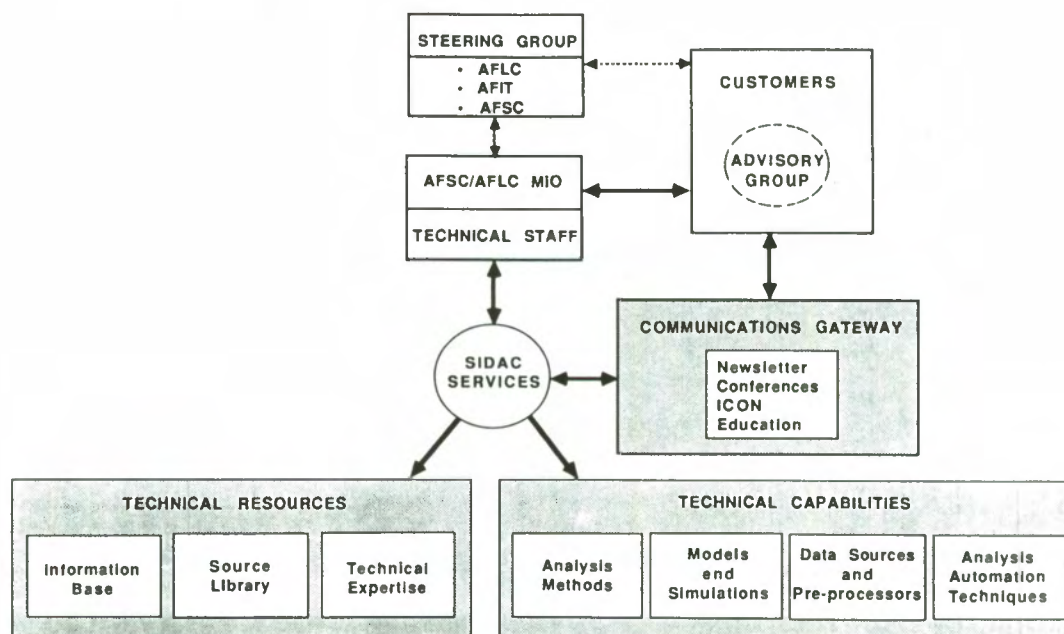 STEERING GROUP
• AFLC
• AFIT
• AFSC
CUSTOMERS
ADVISORY
GROUP
AFSC/AFLC MIO
TECHNICAL STAFF
COMMUNICATIONS GATEWAY
Newsletter
Conferences
ICON
Education
SIDAC
SERVICES
TECHNICAL RESOURCES
Information
Base
Source
Library
Technical
Expertise
TECHNICAL CAPABILITIES
Analysis
Methods
Models
end
Simulations
Data Sources
and
Pre-processors
Analysis
Automation
Techniques